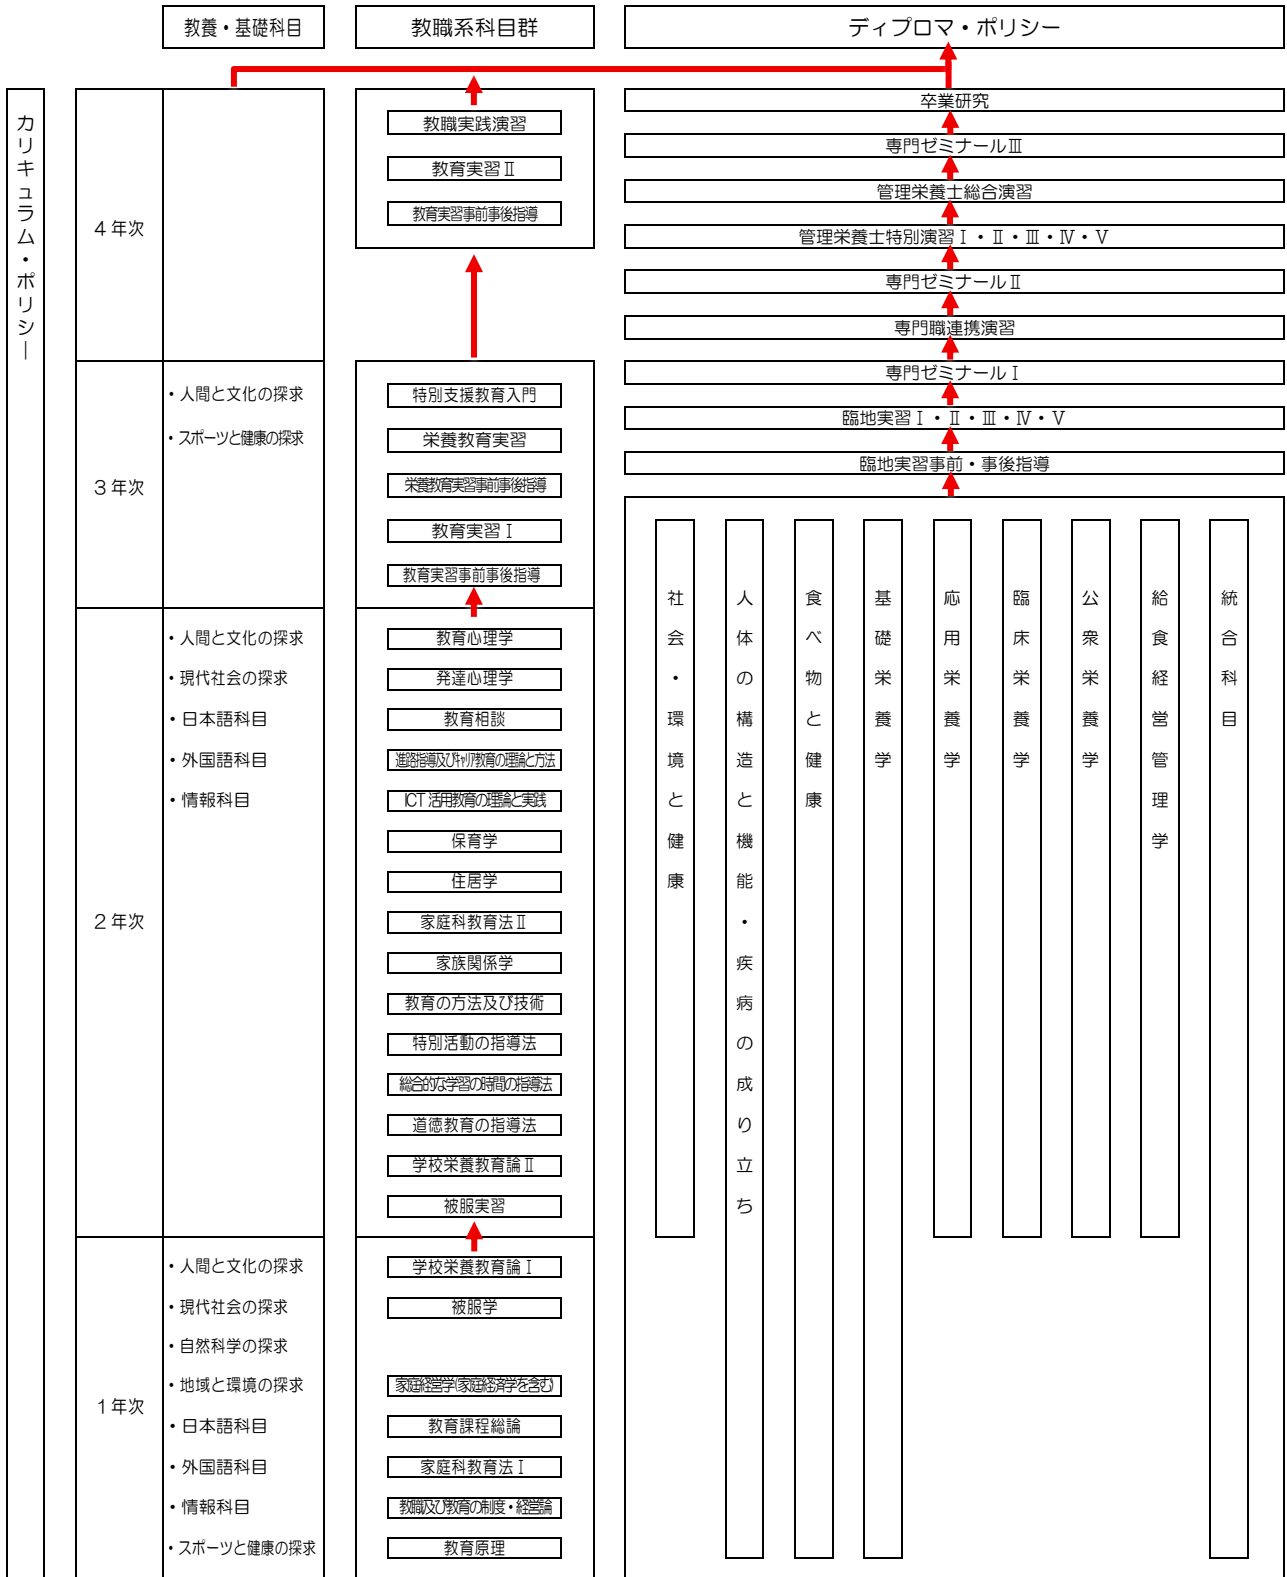 教養・基礎科目
教職系科目群
ディプロマ・ポリシー
カリキュラム・ポリシー
4年次
教職実践演習
教育実習Ⅱ
教育実習事前事後指導
卒業研究
専門ゼミナールⅢ
管理栄養士総合演習
管理栄養士特別演習Ⅰ・Ⅱ・Ⅲ・Ⅳ・Ⅴ
専門ゼミナールⅡ
専門職連携演習
専門ゼミナールⅠ
臨地実習Ⅰ・Ⅱ・Ⅲ・Ⅳ・Ⅴ
臨地実習事前・事後指導
3年次
・人間と文化の探求
・スポーツと健康の探求
特別支援教育入門
栄養教育実習
栄養教育実習事前事後指導
教育実習Ⅰ
教育実習事前事後指導
2年次
・人間と文化の探求
・現代社会の探求
・日本語科目
・外国語科目
・情報科目
教育心理学
発達心理学
教育相談
進路指導及びキャリア教育の理論と方法
ICT活用教育の理論と実践
保育学
住居学
家庭科教育法Ⅱ
家族関係学
教育の方法及び技術
特別活動の指導法
総合的な学習の時間の指導法
道徳教育の指導法
学校栄養教育論Ⅱ
被服実習
1年次
・人間と文化の探求
・現代社会の探求
・自然科学の探求
・地域と環境の探求
・日本語科目
・外国語科目
・情報科目
・スポーツと健康の探求
学校栄養教育論Ⅰ
被服学
家庭経営学(家庭経済学を含む)
教育課程総論
家庭科教育法Ⅰ
教職及び教育の制度・経営論
教育原理
社会・環境と健康
人体の構造と機能・疾病の成り立ち
食べ物と健康
基礎栄養学
応用栄養学
臨床栄養学
公衆栄養学
給食経営管理学
統合科目